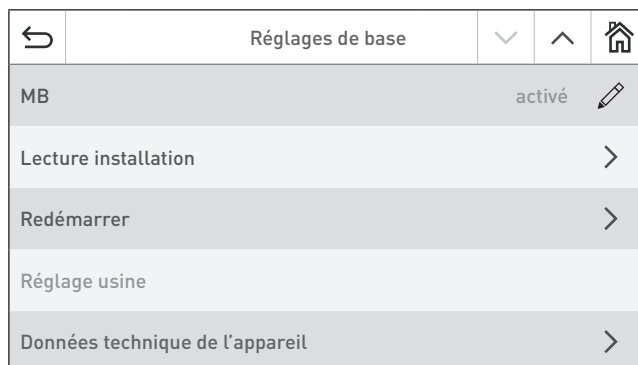 Réglages de base
MB activé
Lecture installation
Redémarrer
Réglage usine
Données technique de l'appareil